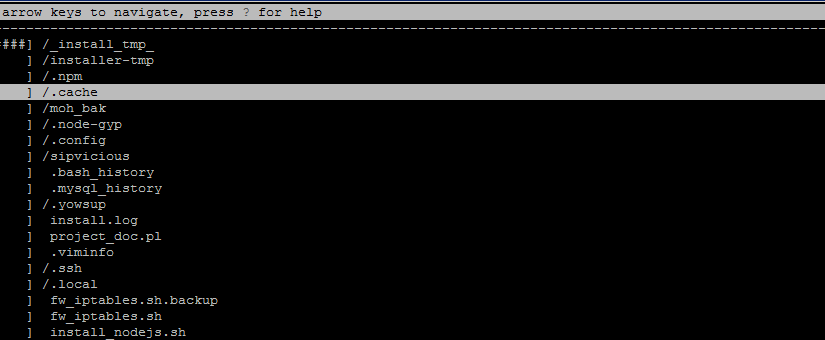 arrow keys to navigate, press ? for help
--------------------------------------------------------------------------------------------------------
###] /_install_tmp_
] /installer-tmp
] /.npm
] /.cache
] /moh_bak
] /.node-gyp
] /.config
] /sipvicious
] .bash_history
] .mysql_history
] /.yowsup
] install.log
] project_doc.pl
] .viminfo
] /.ssh
] /.local
] fw_iptables.sh.backup
] fw_iptables.sh
] install_nodejs.sh